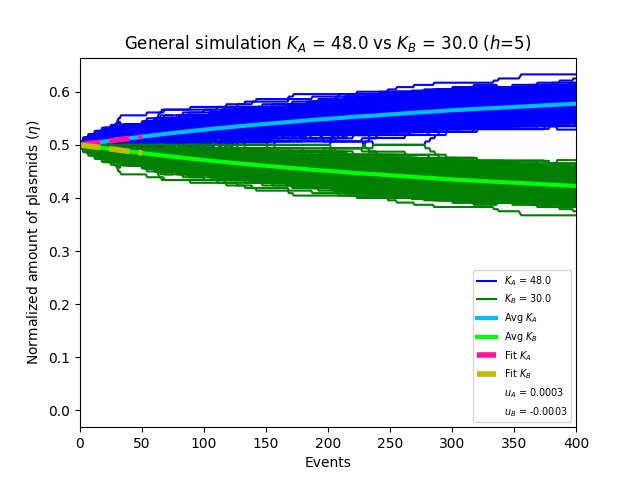 General simulation K_A = 48.0 vs K_B = 30.0 (h=5)
Normalized amount of plasmids (η)
0.6
0.5
0.4
0.3
0.2
0.1
0.0
K_A = 48.0
K_B = 30.0
Avg K_A
Avg K_B
Fit K_A
Fit K_B
u_A = 0.0003
u_B = -0.0003
0 50 100 150 200 250 300 350 400
Events